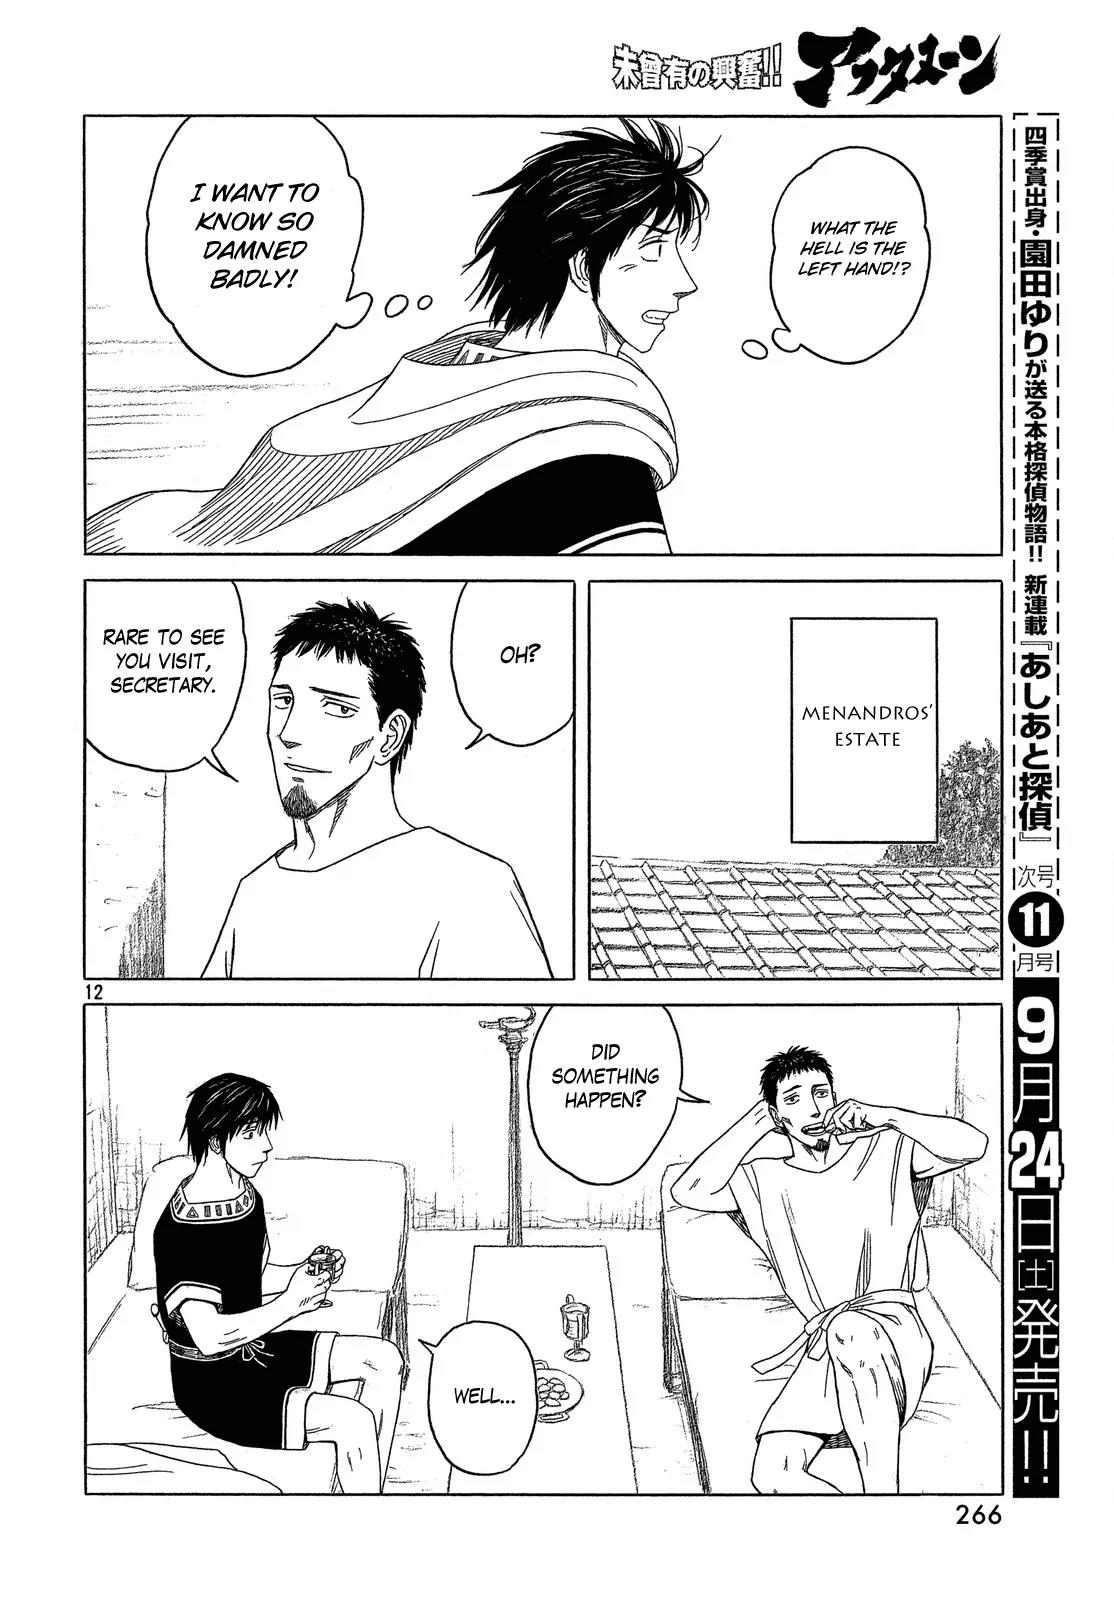 未曾有の興奮!! アフタヌーン
WHAT THE
HELL IS THE
LEFT HAND!?
I WANT TO
KNOW SO
DAMNED
BADLY!
MENANDROS'
ESTATE
OH?
RARE TO SEE
YOU VISIT,
SECRETARY.
12
DID
SOMETHING
HAPPEN?
WELL...
四季賞出身・園田ゆりが送る本格探偵物語!! 新連載『あしあと探偵』次号11月号9月24日[土]発売!!
266